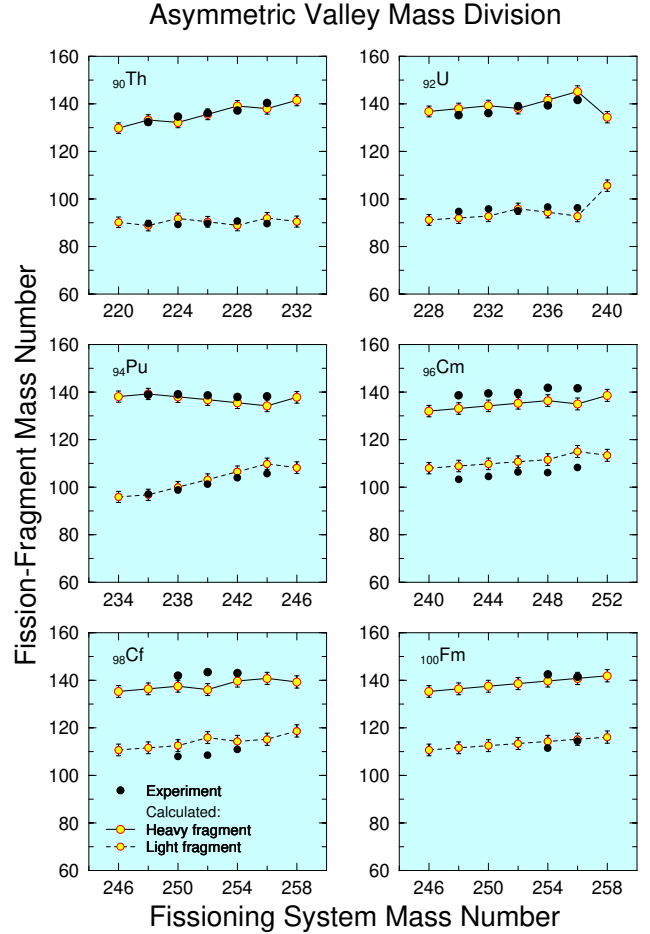 Asymmetric Valley Mass Division
Fission-Fragment Mass Number
160
140
120
100
80
60
90Th
220 224 228 232
160
140
120
100
80
60
92U
228 232 236 240
160
140
120
100
80
60
94Pu
234 238 242 246
160
140
120
100
80
60
96Cm
240 244 248 252
160
140
120
100
80
60
98Cf
Experiment
Calculated:
Heavy fragment
Light fragment
246 250 254 258
160
140
120
100
80
60
100Fm
246 250 254 258
Fissioning System Mass Number